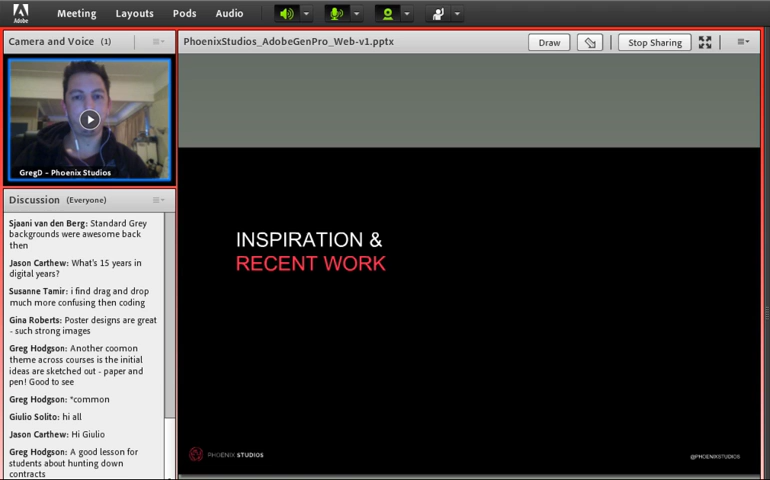 Adobe
Meeting Layouts Pods Audio
Camera and Voice (1)
GregD - Phoenix Studios
Discussion (Everyone)
Sjaani van den Berg: Standard Grey
backgrounds were awesome back
then
Jason Carthew: What's 15 years in
digital years?
Susanne Tamir: i find drag and drop
much more confusing then coding
Gina Roberts: Poster designs are great
- such strong images
Greg Hodgson: Another coomon
theme across courses is the initial
ideas are sketched out - paper and
pen! Good to see
Greg Hodgson: *common
Giulio Solito: hi all
Jason Carthew: Hi Giulio
Greg Hodgson: A good lesson for
students about hunting down
contracts
PhoenixStudios_AdobeGenPro_Web-v1.pptx
Draw
Stop Sharing
INSPIRATION &
RECENT WORK
PHOENIX STUDIOS
@PHOENIXSTUDIOS